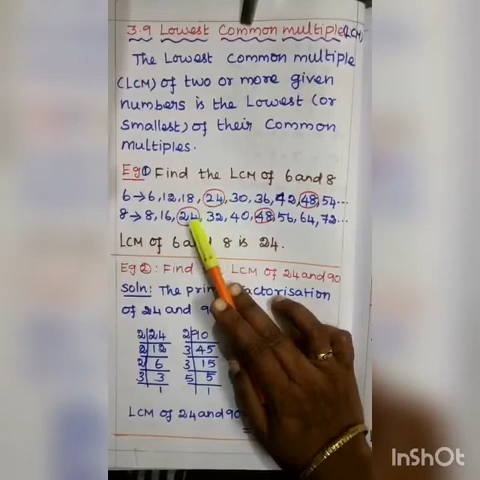 3.9 Lowest Common multiple (LCM)
The Lowest common multiple
(LCM) of two or more given
numbers is the Lowest (or
Smallest) of their Common
multiples.
Eg① Find the LCM of 6 and 8
6→6,12,18, 24, 30, 36, 42, 48, 54...
8→8,16, 24, 32, 40, 48, 56, 64, 72...
LCM of 6 and 8 is 24.
Eg②: Find LCM of 24 and 90
Soln: The factorisation
of 24 and
2 24
2 12
2 6
3 3
1
2 90
3 45
3 15
5 5
1
LCM of 24 and 90
InShOt